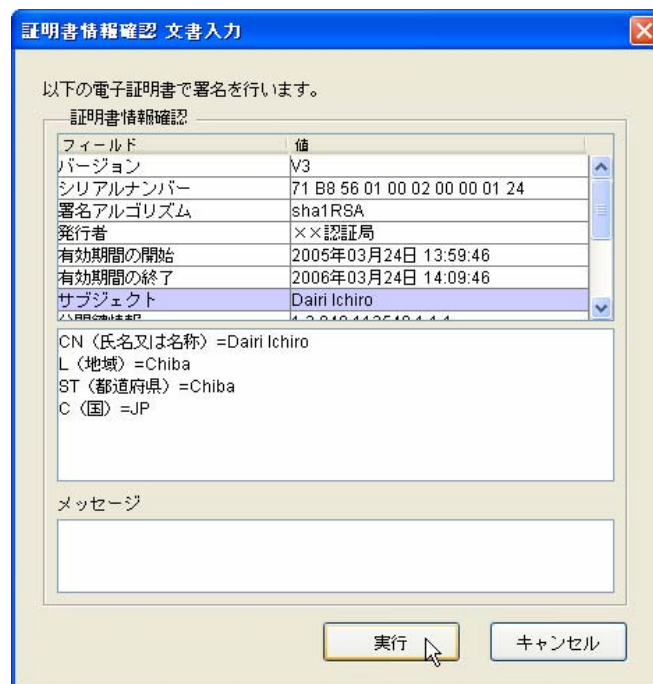 証明書情報確認 文書入力
以下の電子証明書で署名を行います。
証明書情報確認
フィールド 値
バージョン V3
シリアルナンバー 71 B8 56 01 00 02 00 00 01 24
署名アルゴリズム sha1RSA
発行者 ××認証局
有効期間の開始 2005年03月24日 13:59:46
有効期間の終了 2006年03月24日 14:09:46
サブジェクト Dairi Ichiro
CN（氏名又は名称）=Dairi Ichiro
L（地域）=Chiba
ST（都道府県）=Chiba
C（国）=JP
メッセージ
実行 キャンセル